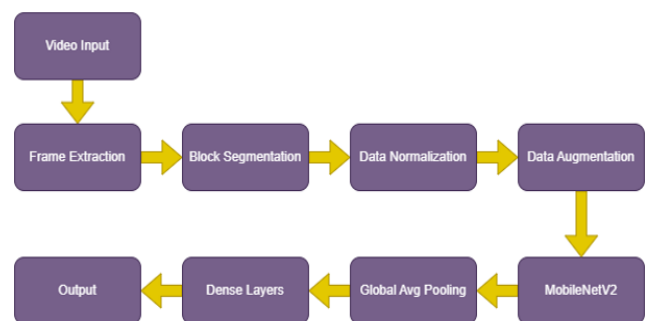 Video Input
Frame Extraction
Block Segmentation
Data Normalization
Data Augmentation
MobileNetV2
Global Avg Pooling
Dense Layers
Output